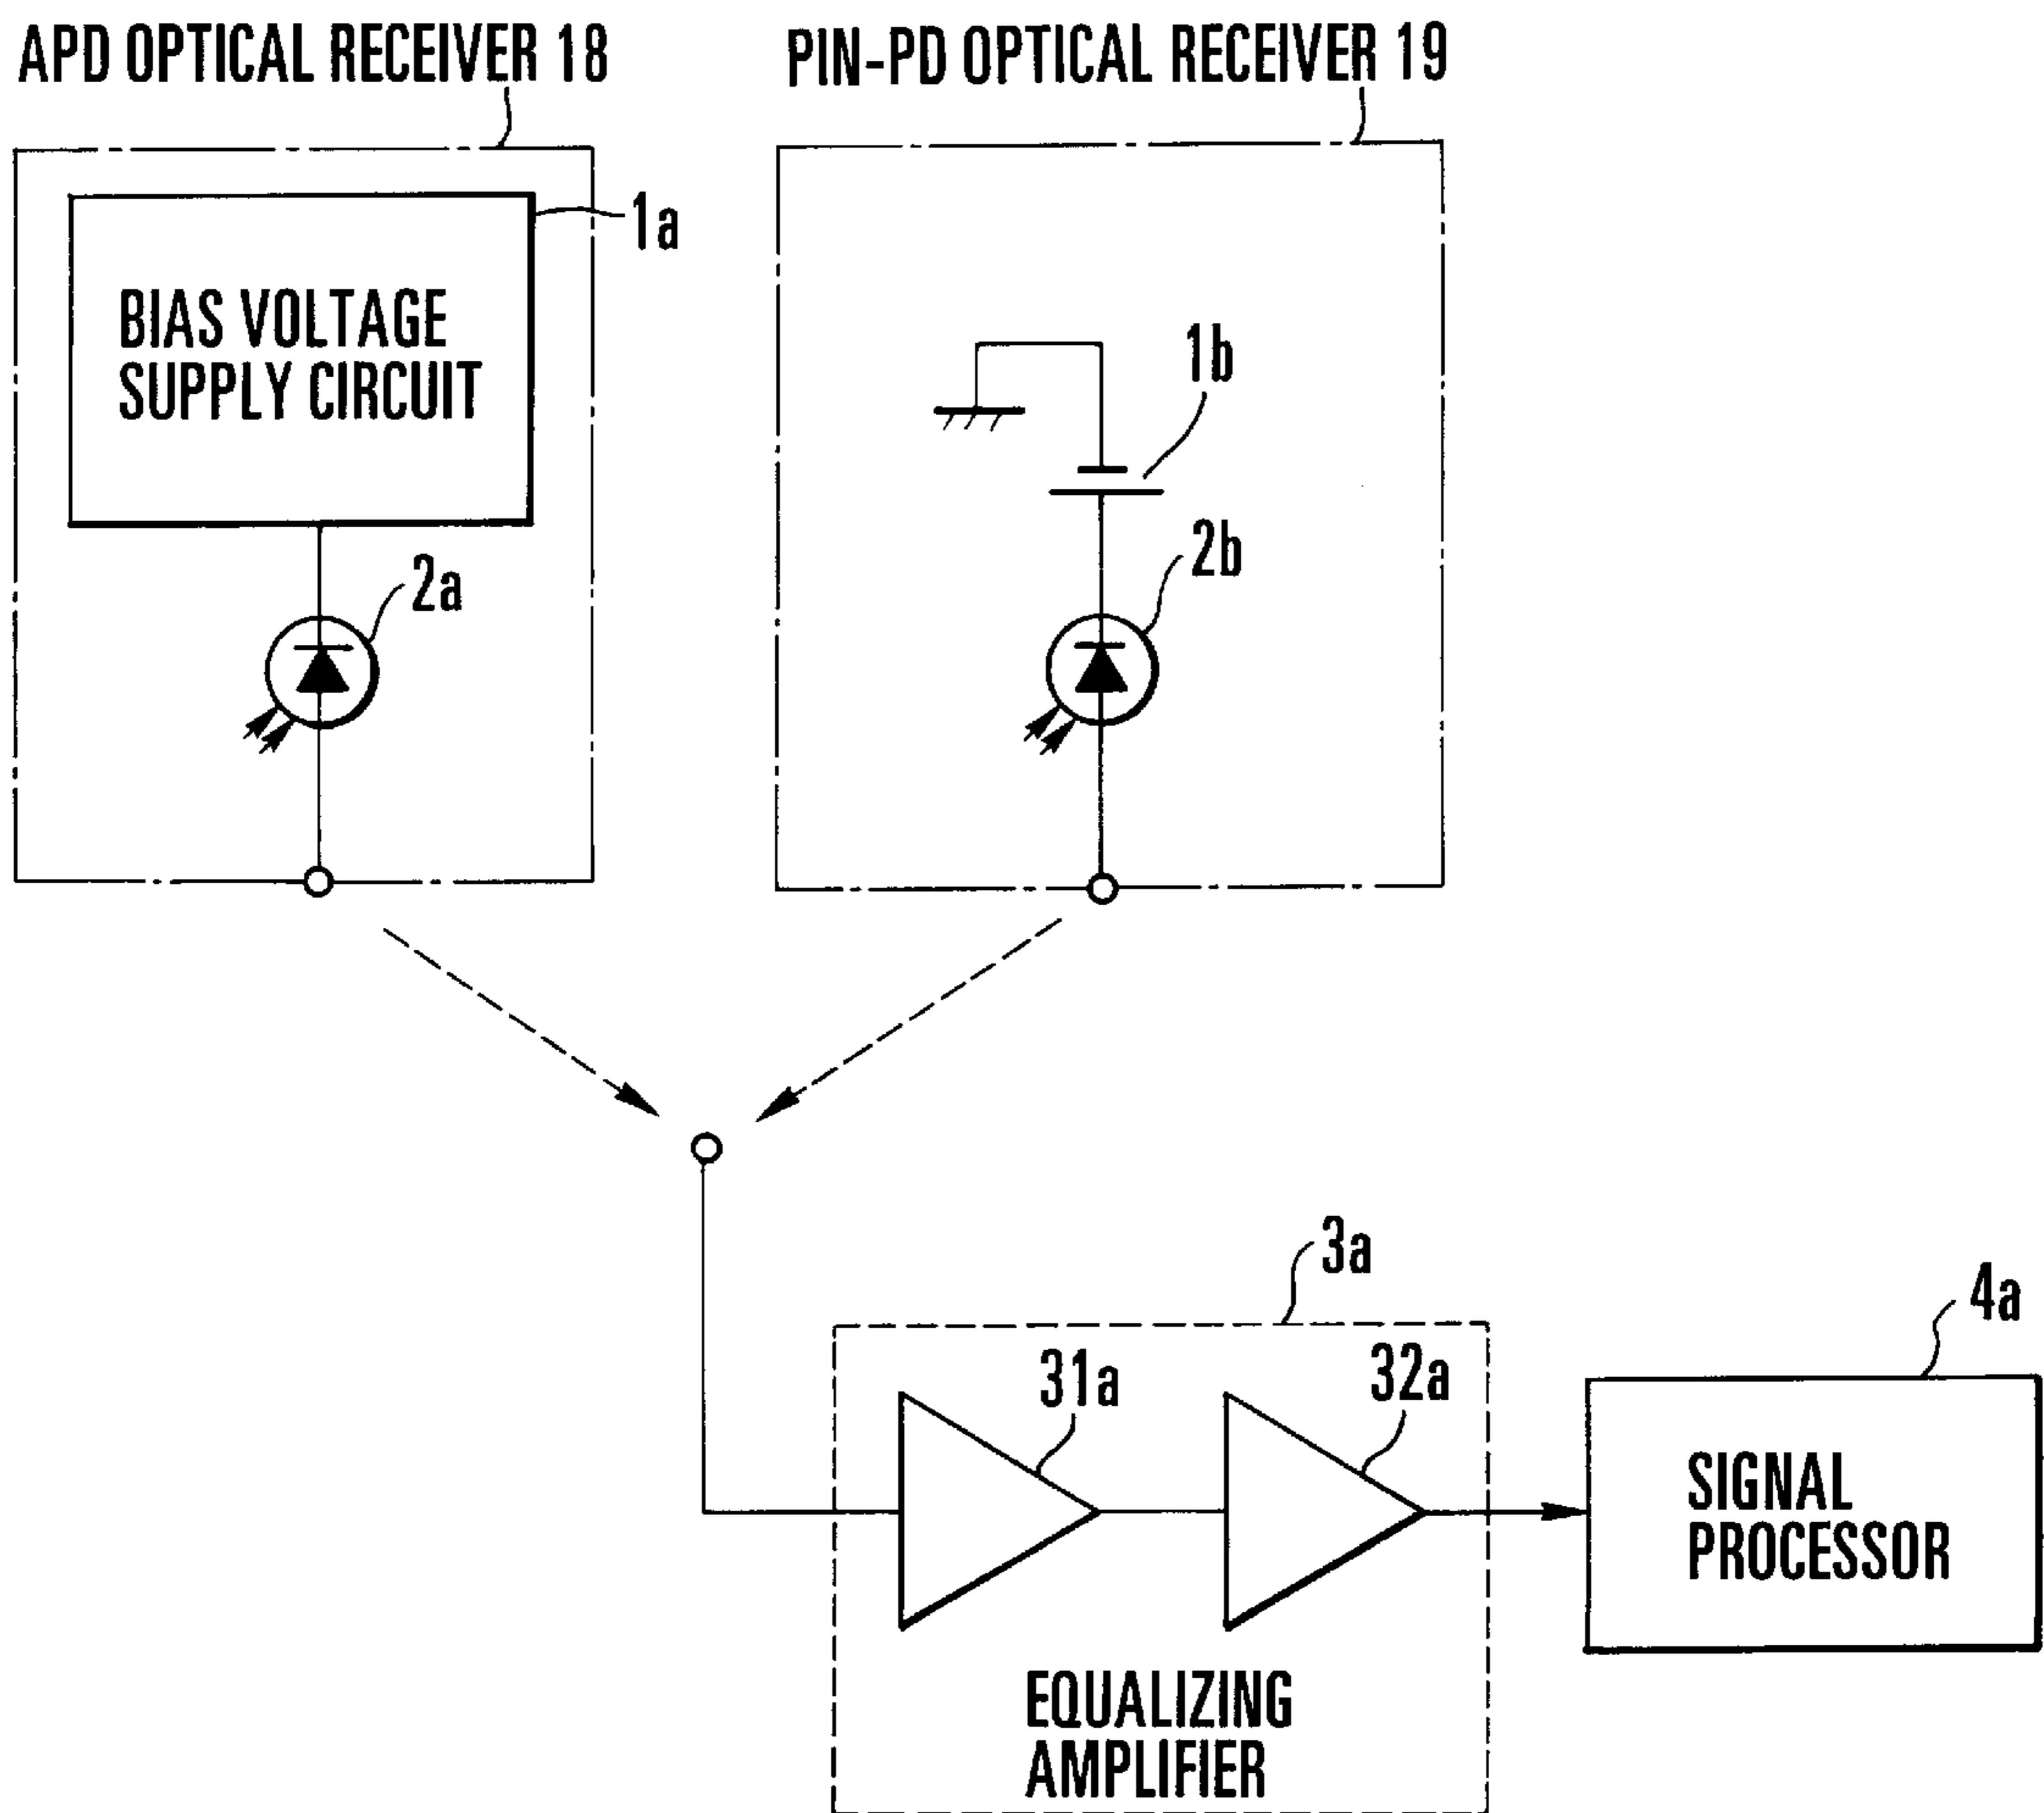 APD OPTICAL RECEIVER 18
PIN-PD OPTICAL RECEIVER 19
1a
BIAS VOLTAGE
SUPPLY CIRCUIT
1b
2a
2b
3a
4a
31a
32a
SIGNAL
PROCESSOR
EQUALIZING
AMPLIFIER